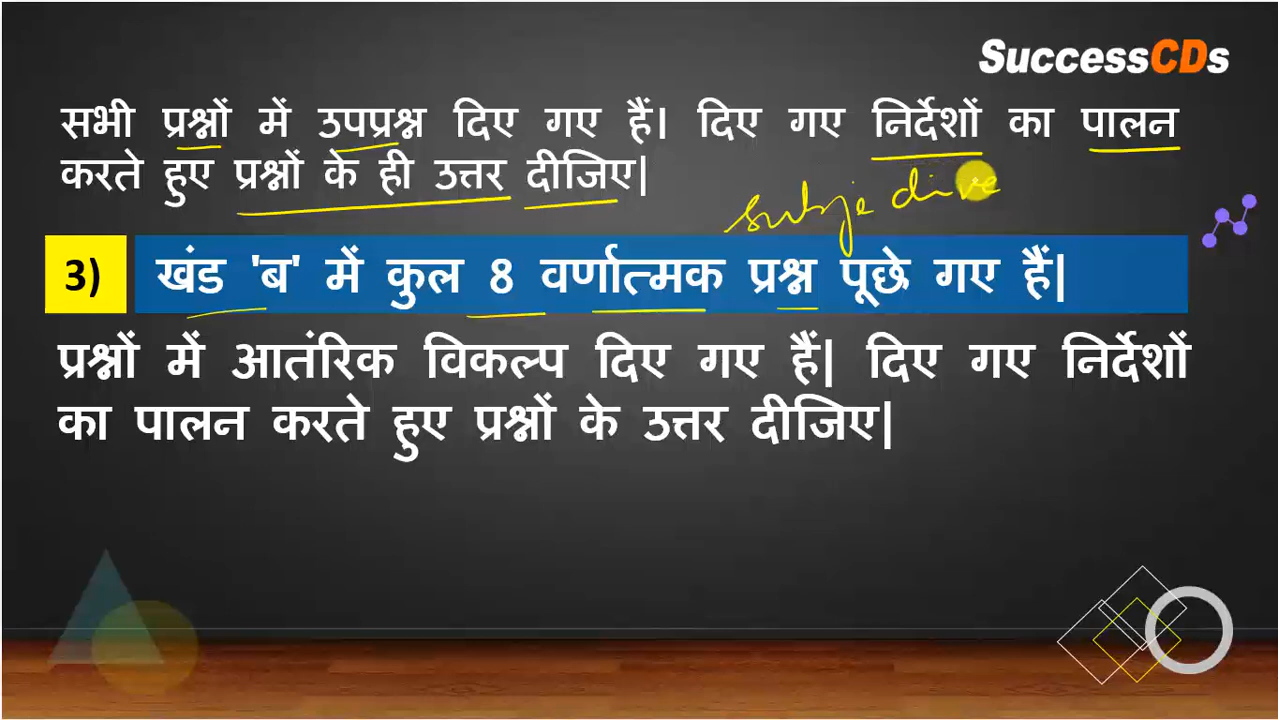 SuccessCDs
सभी प्रश्नों में उपप्रश्न दिए गए हैं। दिए गए निर्देशों का पालन
करते हुए प्रश्नों के ही उत्तर दीजिए|
subjective
3) खंड 'ब' में कुल 8 वर्णात्मक प्रश्न पूछे गए हैं|
प्रश्नों में आतंरिक विकल्प दिए गए हैं| दिए गए निर्देशों
का पालन करते हुए प्रश्नों के उत्तर दीजिए|